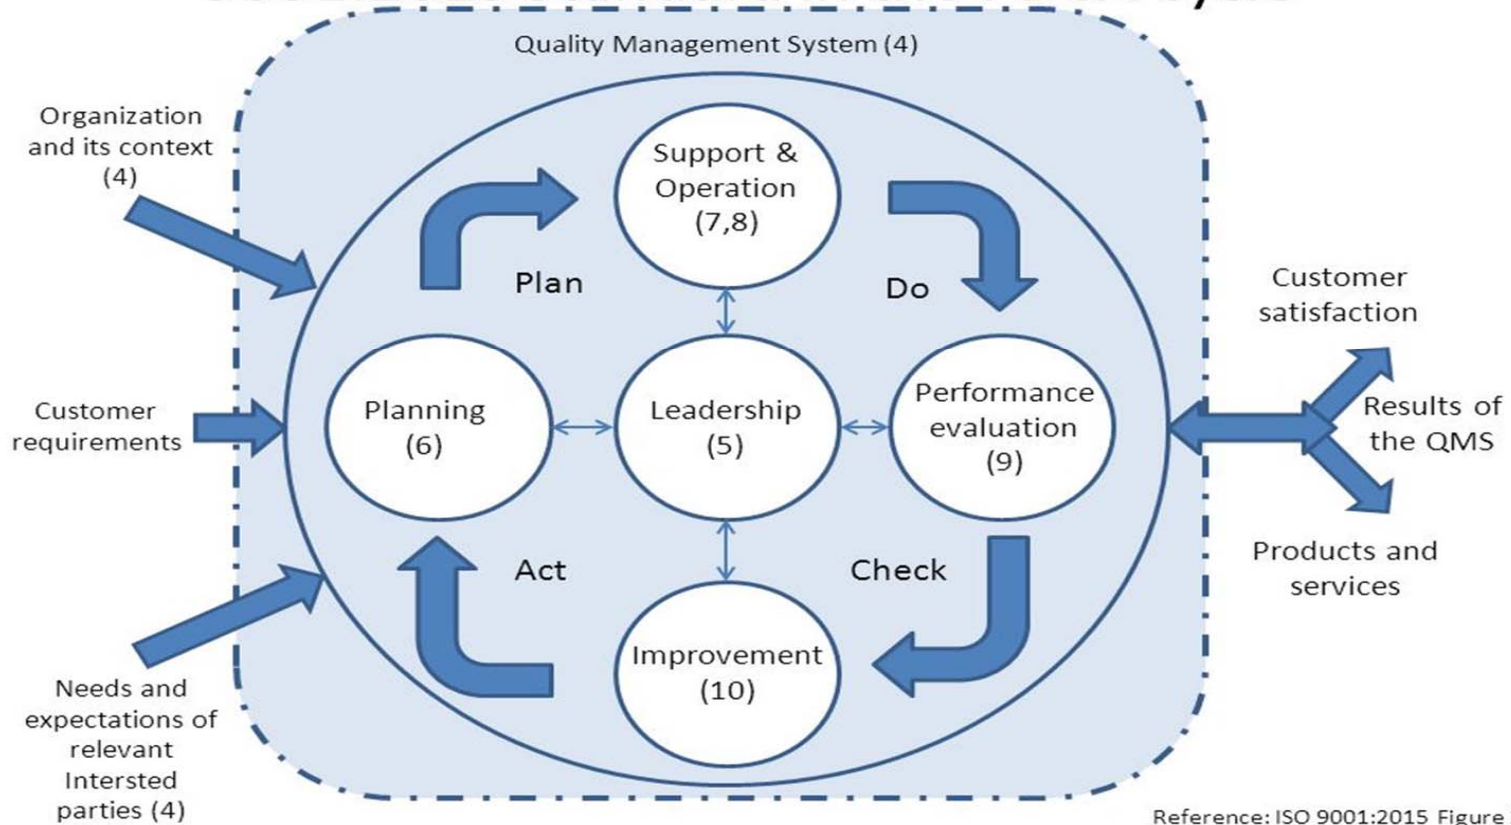 Quality Management System (4)
Organization
and its context
(4)
Support &
Operation
(7,8)
Plan
Do
Customer
satisfaction
Customer
requirements
Planning
(6)
Leadership
(5)
Performance
evaluation
(9)
Results of
the QMS
Act
Check
Products and
services
Improvement
(10)
Needs and
expectations of
relevant
Intersted
parties (4)
Reference: ISO 9001:2015 Figure